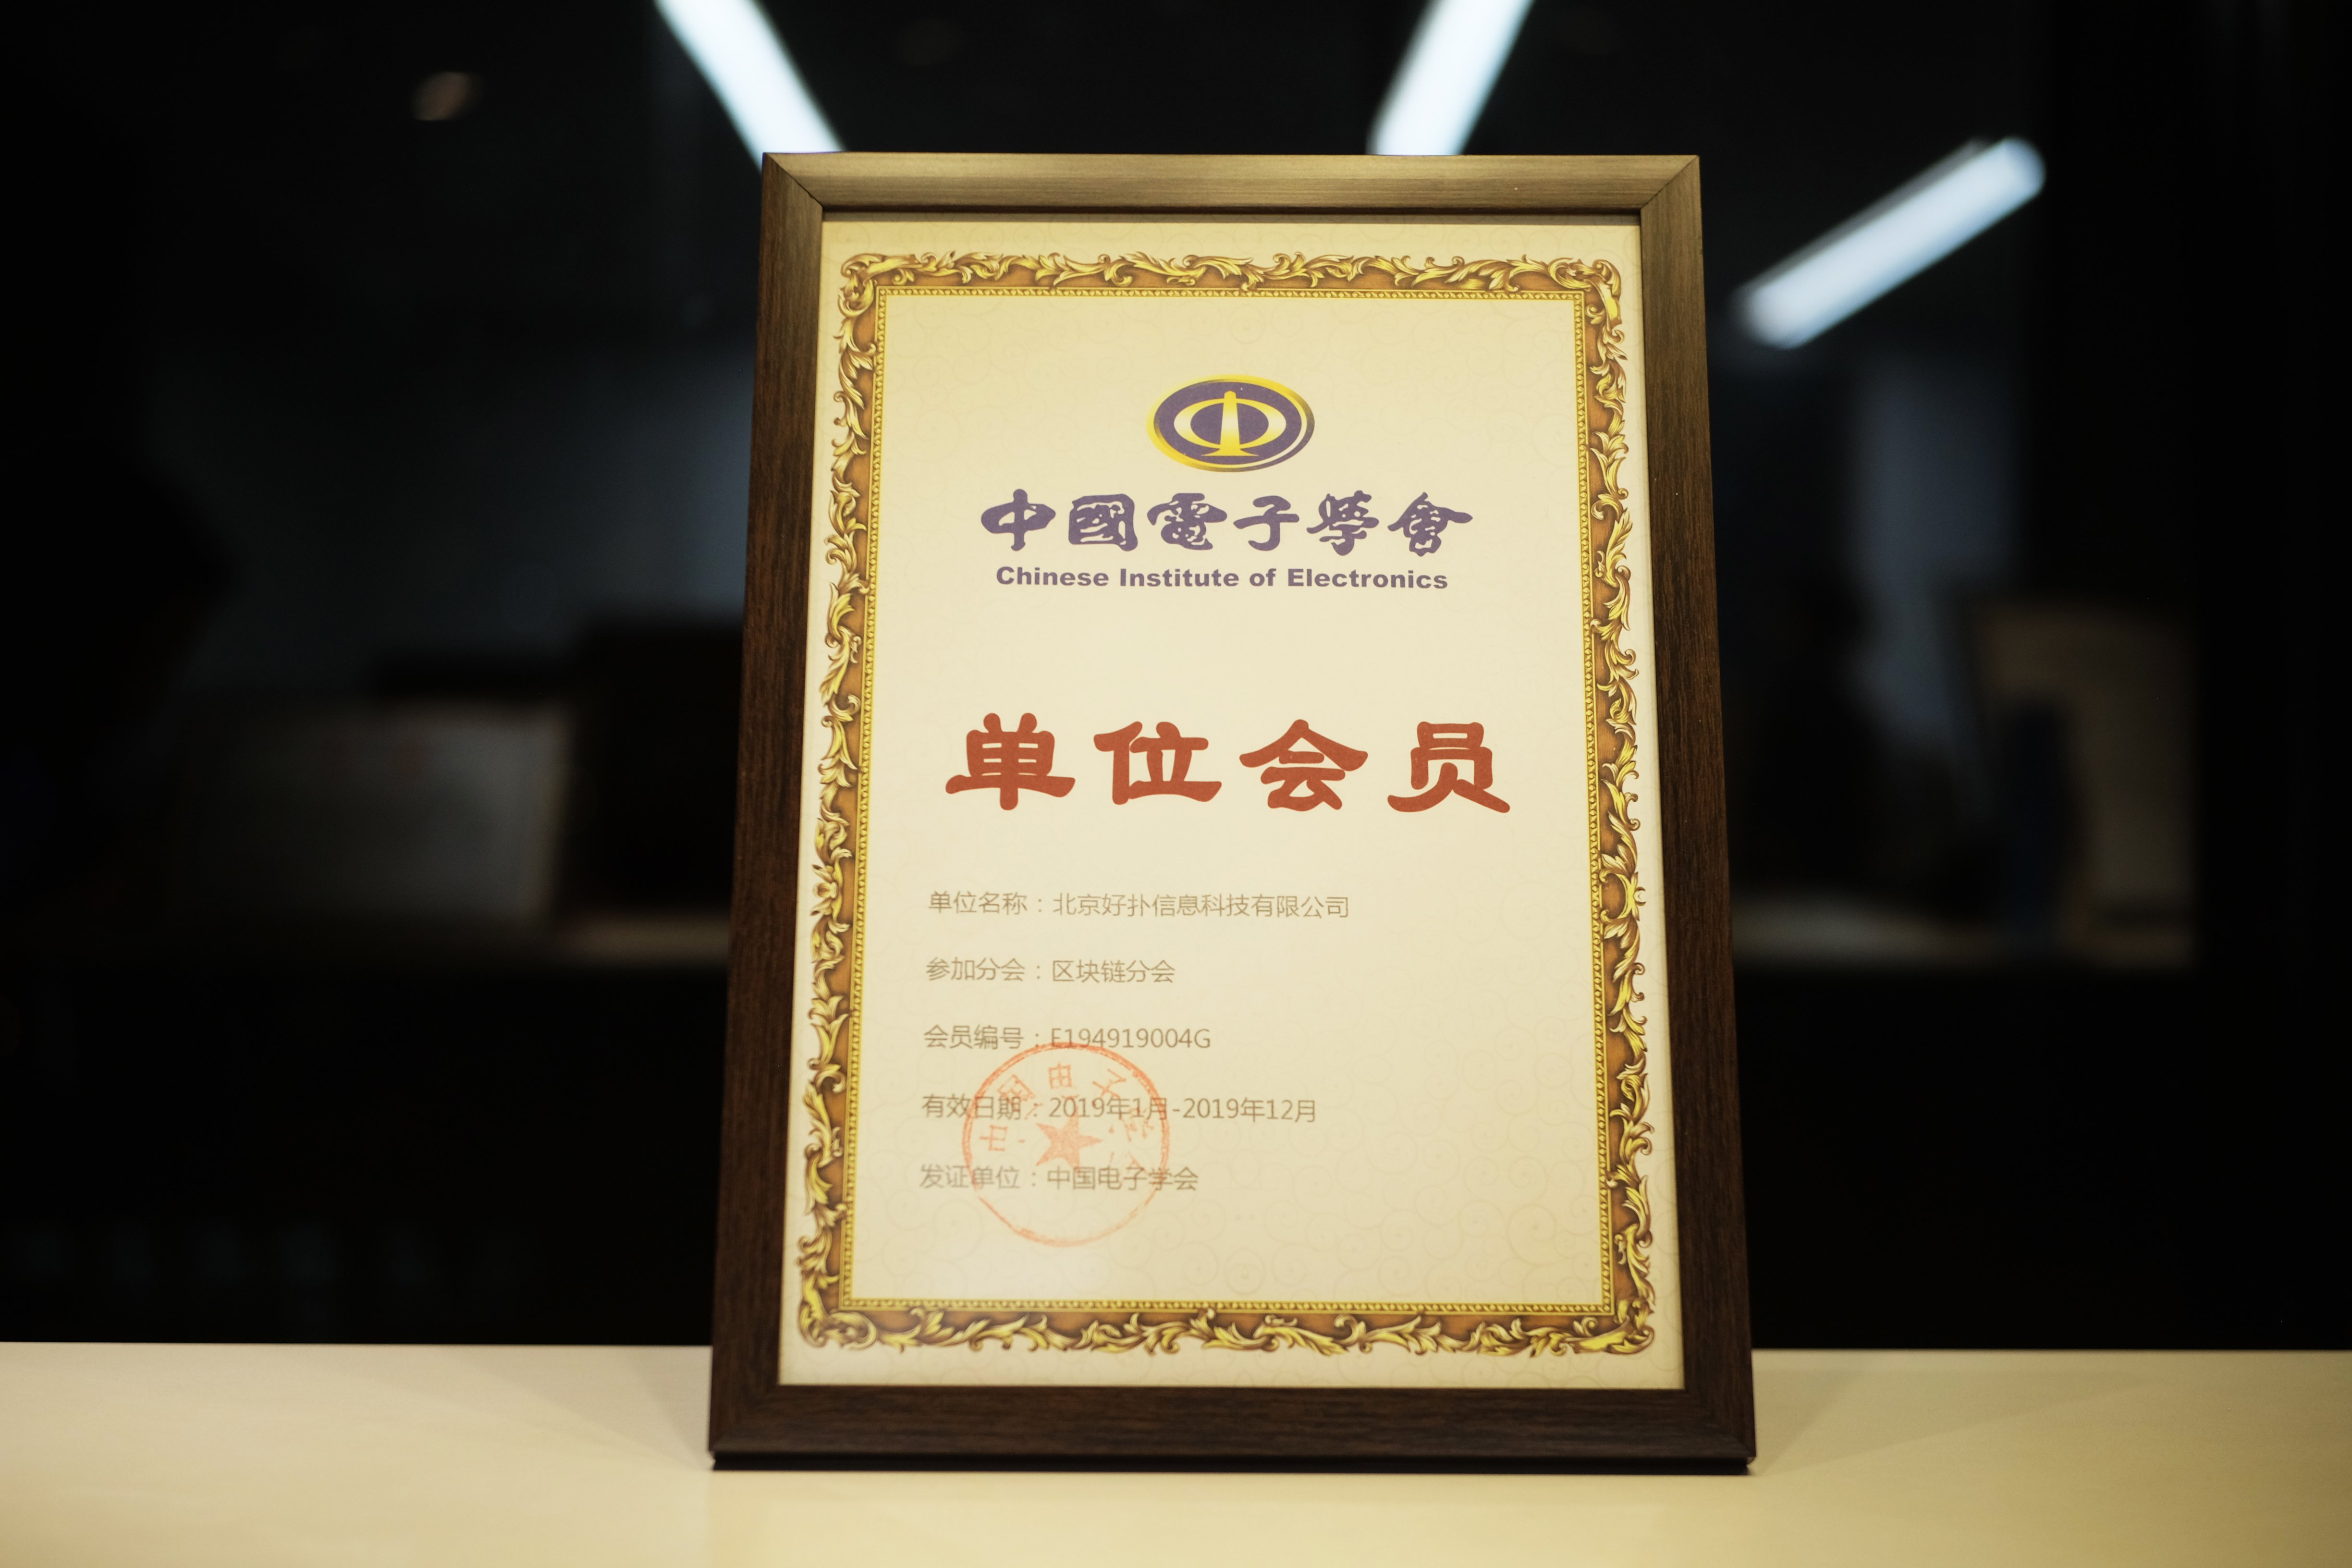 中國電子學會
Chinese Institute of Electronics
单位会员
单位名称：北京好扑信息科技有限公司
参加分会：区块链分会
会员编号：E194919004G
有效日期：2019年1月-2019年12月
发证单位：中国电子学会
中国电子学会